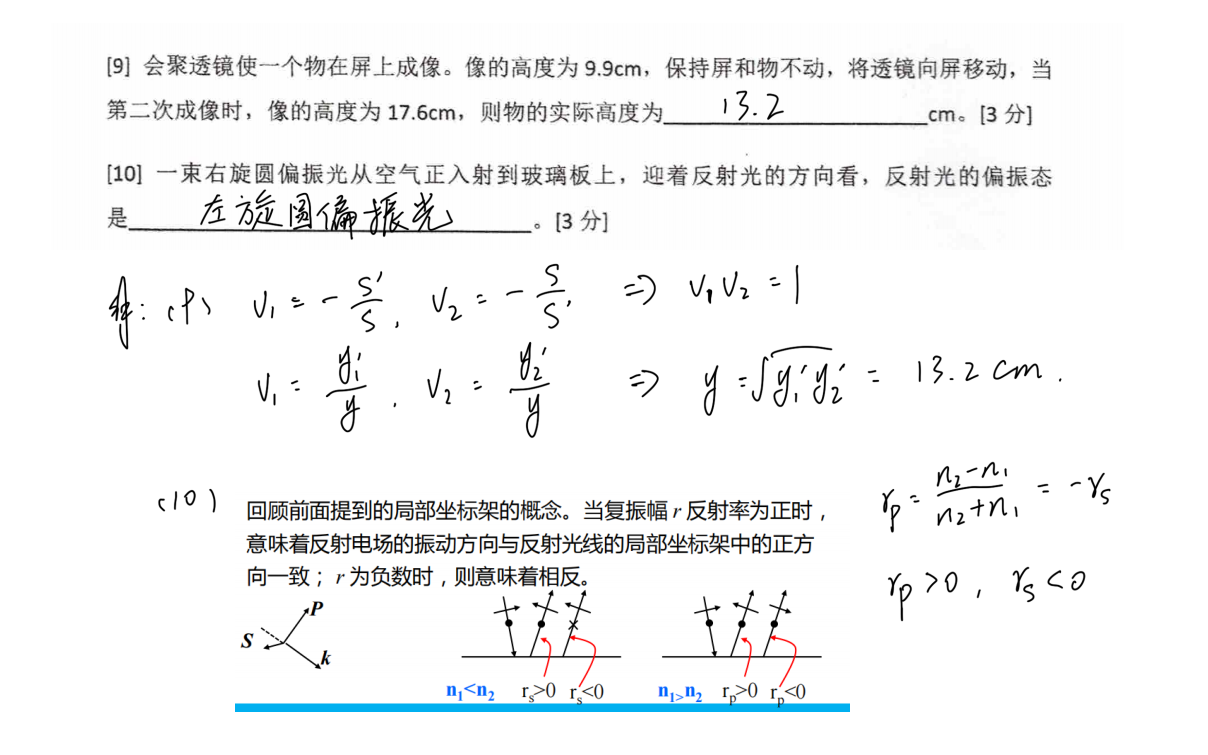 [9] 会聚透镜使一个物在屏上成像。像的高度为 9.9cm，保持屏和物不动，将透镜向屏移动，当
第二次成像时，像的高度为 17.6cm，则物的实际高度为 13.2 cm。[3 分]
[10] 一束右旋圆偏振光从空气正入射到玻璃板上，迎着反射光的方向看，反射光的偏振态
是 左旋圆偏振光 。[3 分]
解: (9) V₁ = - S'/S, V₂ = - S/S' ⇒ V₁V₂ = 1
V₁ = y₁'/y, V₂ = y₂'/y ⇒ y = √(y₁'y₂') = 13.2 cm.
(10)
回顾前面提到的局部坐标架的概念。当复振幅 r 反射率为正时，
意味着反射电场的振动方向与反射光线的局部坐标架中的正方
向一致；r 为负数时，则意味着相反。
rₚ = (n₂-n₁)/(n₂+n₁) = -rₛ
rₚ>0, rₛ<0
P
S
k
n₁<n₂ rₛ>0 rₛ<0 n₁>n₂ rₚ>0 rₚ<0